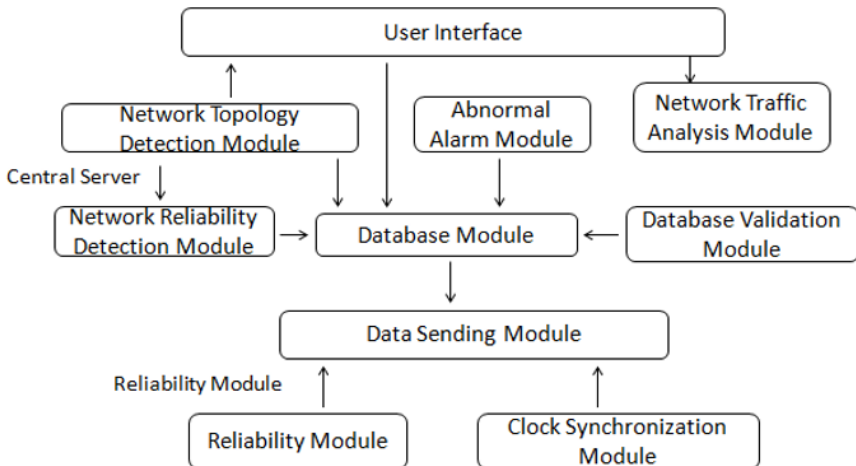 User Interface
Network Topology
Detection Module
Abnormal
Alarm Module
Network Traffic
Analysis Module
Central Server
Network Reliability
Detection Module
Database Module
Database Validation
Module
Data Sending Module
Reliability Module
Reliability Module
Clock Synchronization
Module